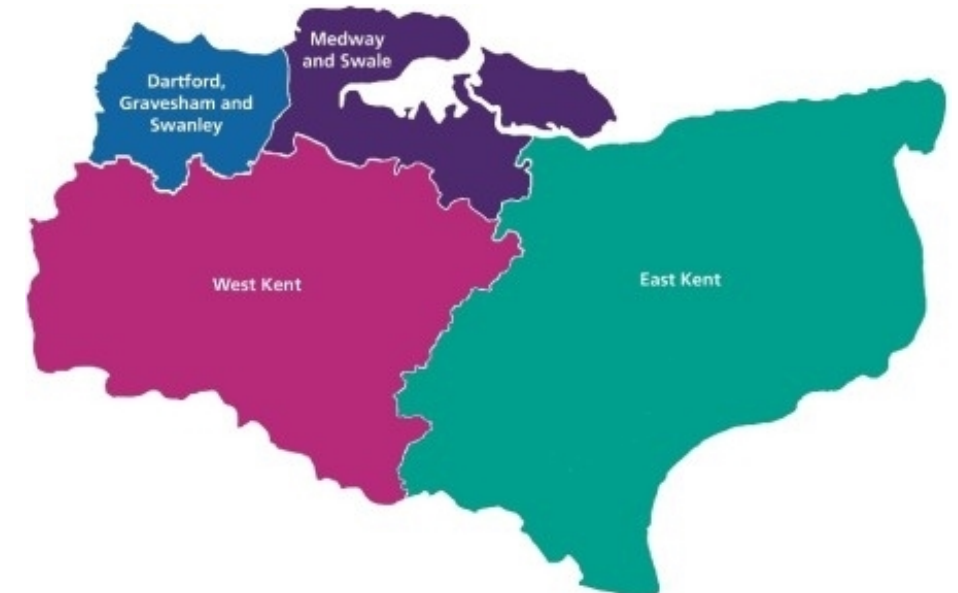 Medway
and Swale
Dartford,
Gravesham and
Swanley
West Kent
East Kent